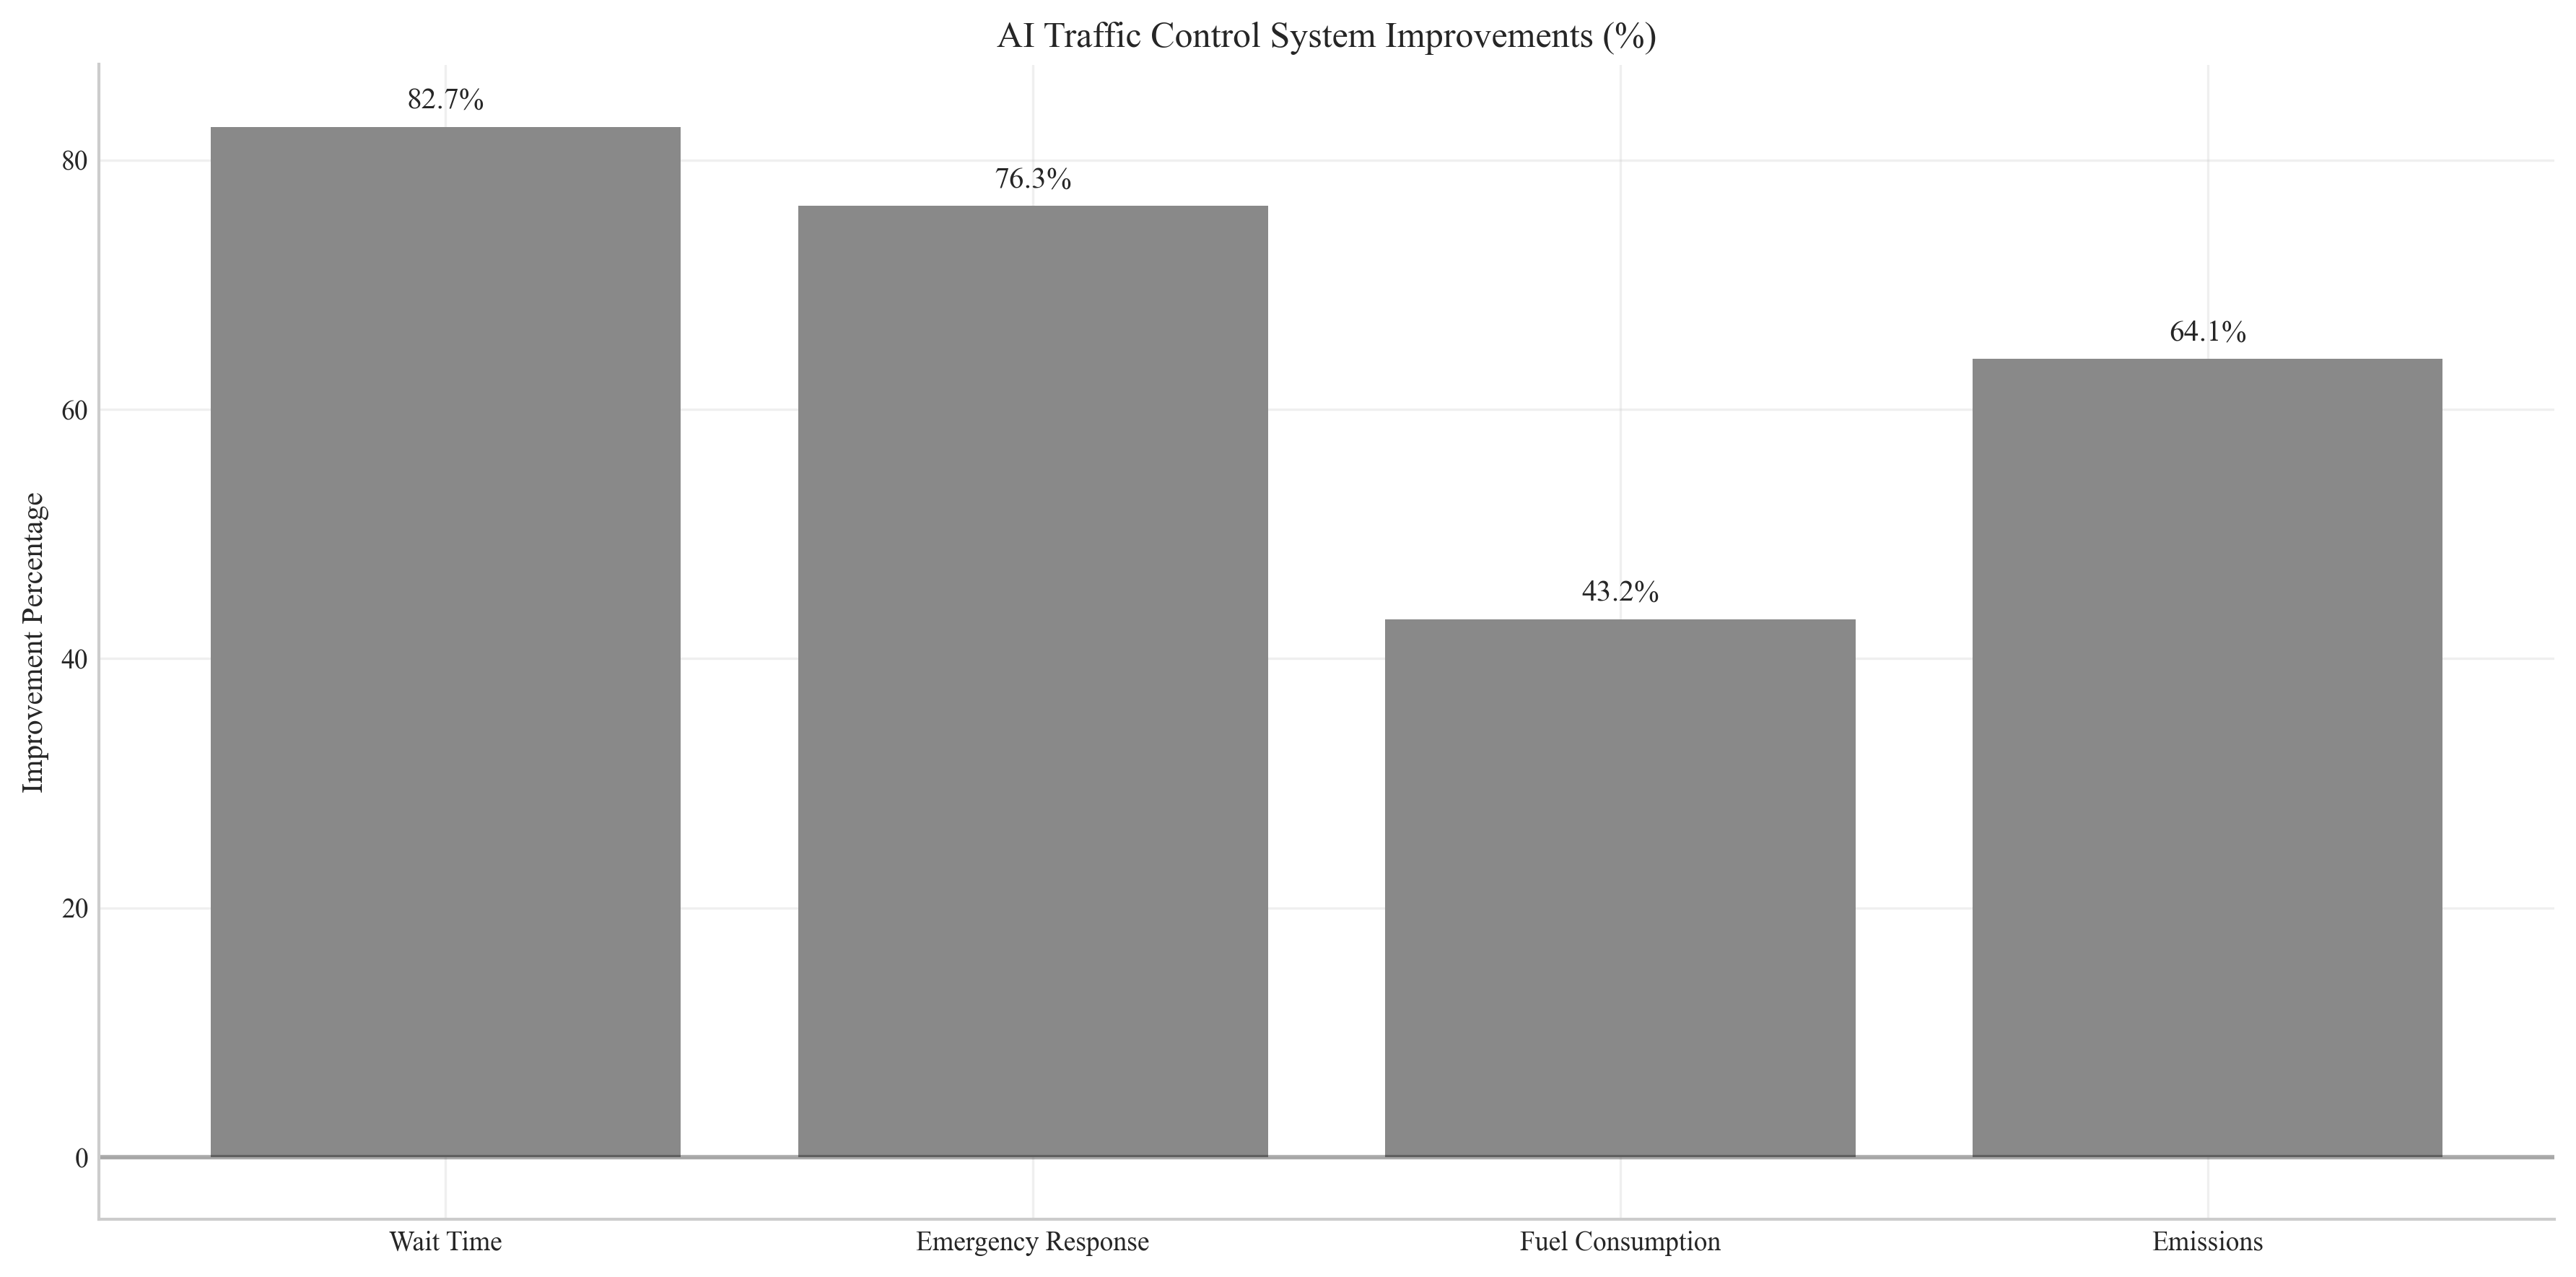 AI Traffic Control System Improvements (%)
82.7%
76.3%
43.2%
64.1%
80
60
40
20
0
Improvement Percentage
Wait Time
Emergency Response
Fuel Consumption
Emissions